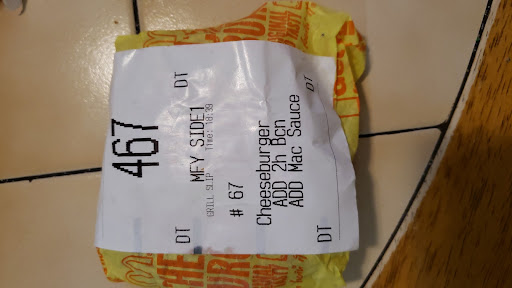 467
DT
MFY SIDE1
DT
GRILL SLIP
# 67
Cheeseburger
ADD 2h Bcn
ADD Mac Sauce
DT
DT